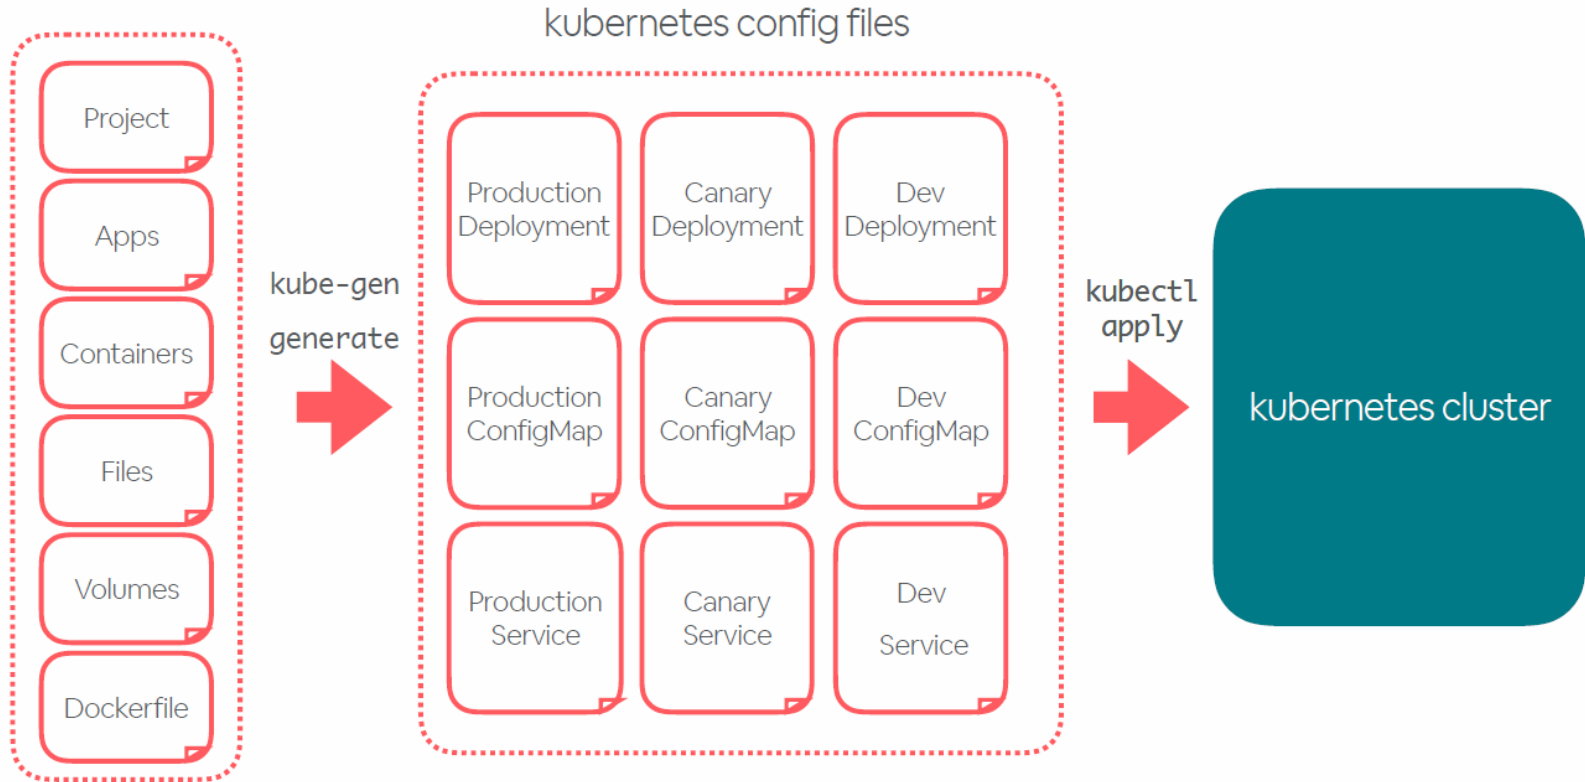 kubernetes config files
Project
Apps
Containers
Files
Volumes
Dockerfile
kube-gen
generate
Production
Deployment
Canary
Deployment
Dev
Deployment
Production
ConfigMap
Canary
ConfigMap
Dev
ConfigMap
Production
Service
Canary
Service
Dev
Service
kubectl
apply
kubernetes cluster